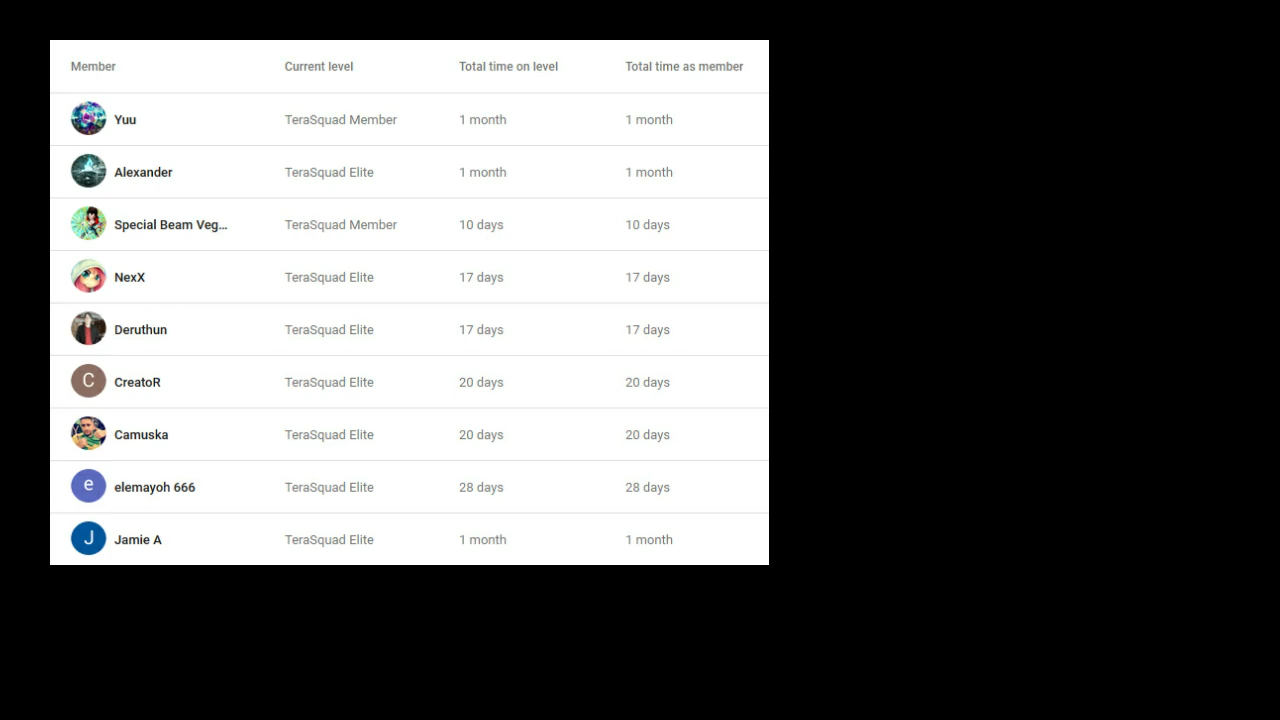 Member Current level Total time on level Total time as member
Yuu TeraSquad Member 1 month 1 month
Alexander TeraSquad Elite 1 month 1 month
Special Beam Veg... TeraSquad Member 10 days 10 days
NexX TeraSquad Elite 17 days 17 days
Deruthun TeraSquad Elite 17 days 17 days
C CreatoR TeraSquad Elite 20 days 20 days
Camuska TeraSquad Elite 20 days 20 days
e elemayoh 666 TeraSquad Elite 28 days 28 days
J Jamie A TeraSquad Elite 1 month 1 month